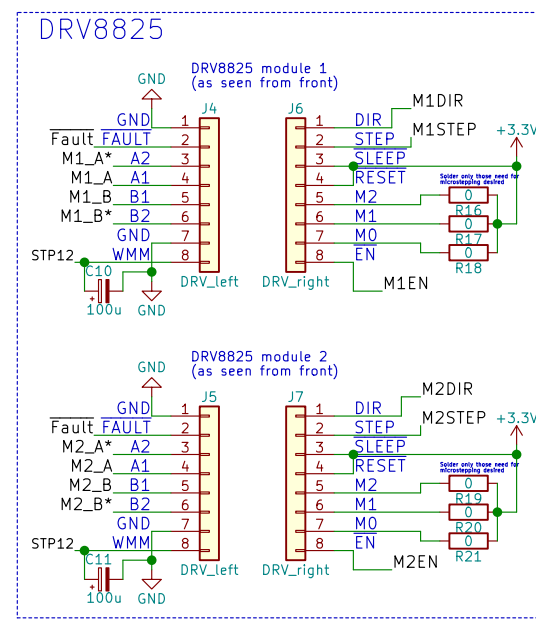 DRV8825
DRV8825 module 1
(as seen from front)
GND
J4
J6
M1DIR
GND 1
1 DIR
M1STEP
+3.3V
Fault FAULT 2
2 STEP
M1_A* A2 3
3 SLEEP
M1_A A1 4
4 RESET
Solder only those need for
microstepping desired
M1_B B1 5
5 M2
0
R16
M1_B* B2 6
6 M1
0
R17
GND 7
7 M0
0
R18
STP12 WMM 8
8 EN
C10
+
100u
DRV_left
DRV_right
M1EN
GND
DRV8825 module 2
(as seen from front)
GND
J5
J7
M2DIR
GND 1
1 DIR
M2STEP
+3.3V
Fault FAULT 2
2 STEP
M2_A* A2 3
3 SLEEP
M2_A A1 4
4 RESET
Solder only those need for
microstepping desired
M2_B B1 5
5 M2
0
R19
M2_B* B2 6
6 M1
0
R20
GND 7
7 M0
0
R21
STP12 WMM 8
8 EN
C11
+
100u
DRV_left
DRV_right
M2EN
GND